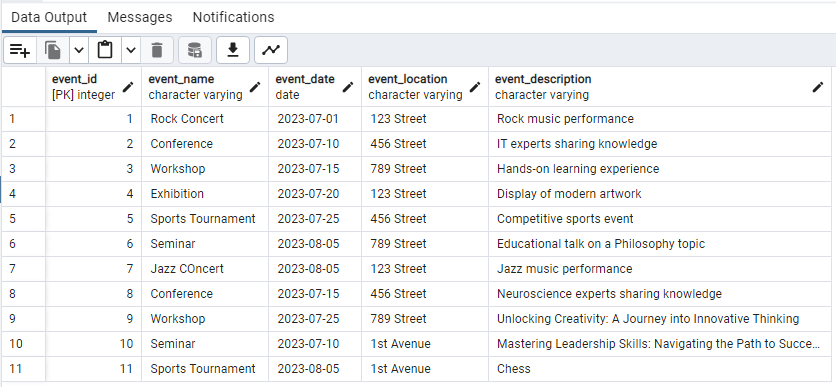 Data Output Messages Notifications
event_id event_name event_date event_location event_description
[PK] integer character varying date character varying character varying
1 1 Rock Concert 2023-07-01 123 Street Rock music performance
2 2 Conference 2023-07-10 456 Street IT experts sharing knowledge
3 3 Workshop 2023-07-15 789 Street Hands-on learning experience
4 4 Exhibition 2023-07-20 123 Street Display of modern artwork
5 5 Sports Tournament 2023-07-25 456 Street Competitive sports event
6 6 Seminar 2023-08-05 789 Street Educational talk on a Philosophy topic
7 7 Jazz COncert 2023-08-05 123 Street Jazz music performance
8 8 Conference 2023-07-15 456 Street Neuroscience experts sharing knowledge
9 9 Workshop 2023-07-25 789 Street Unlocking Creativity: A Journey into Innovative Thinking
10 10 Seminar 2023-07-10 1st Avenue Mastering Leadership Skills: Navigating the Path to Succe...
11 11 Sports Tournament 2023-08-05 1st Avenue Chess